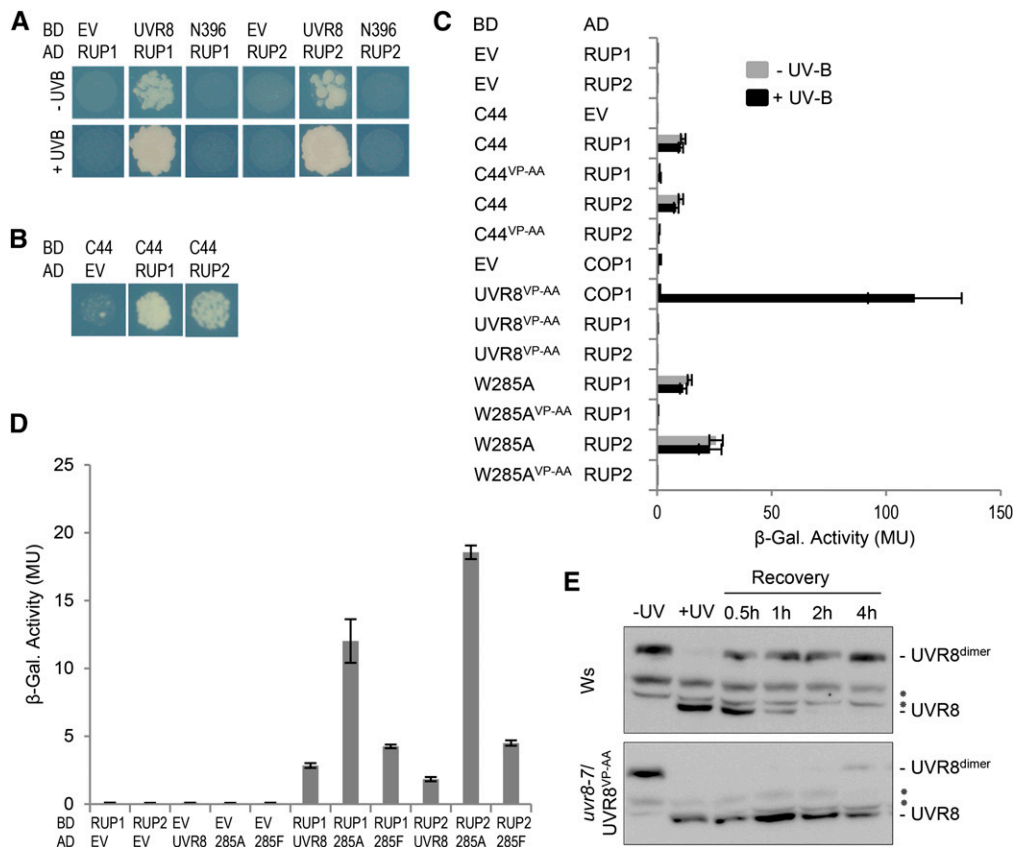 A
BD EV UVR8 N396 EV UVR8 N396
AD RUP1 RUP1 RUP1 RUP2 RUP2 RUP2
- UVB
+ UVB
B
BD C44 C44 C44
AD EV RUP1 RUP2
C
BD AD
EV RUP1
EV RUP2
C44 EV
C44 RUP1
C44VP-AA RUP1
C44 RUP2
C44VP-AA RUP2
EV COP1
UVR8VP-AA COP1
UVR8VP-AA RUP1
UVR8VP-AA RUP2
W285A RUP1
W285AVP-AA RUP1
W285A RUP2
W285AVP-AA RUP2
- UV-B
+ UV-B
0 50 100 150
β-Gal. Activity (MU)
D
β-Gal. Activity (MU)
25
20
15
10
5
0
BD RUP1 RUP2 EV EV EV RUP1 RUP1 RUP1 RUP2 RUP2 RUP2
AD EV EV UVR8 285A 285F UVR8 285A 285F UVR8 285A 285F
E
Recovery
-UV +UV 0.5h 1h 2h 4h
Ws
- UVR8dimer
*
*
- UVR8
uvr8-7/
UVR8VP-AA
- UVR8dimer
*
*
- UVR8